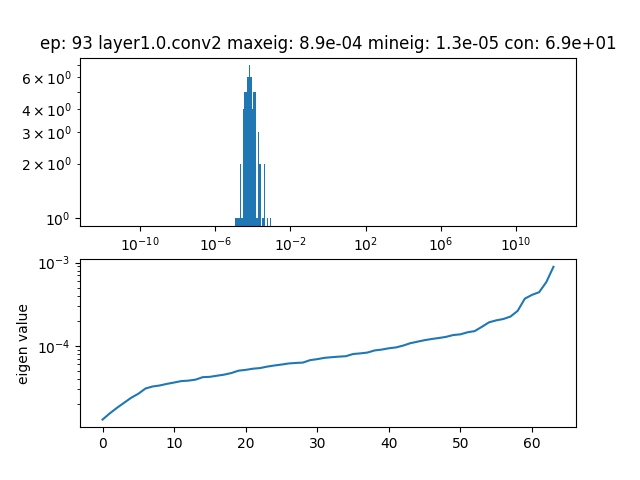 ep: 93 layer1.0.conv2 maxeig: 8.9e-04 mineig: 1.3e-05 con: 6.9e+01
6 × 10⁰
4 × 10⁰
3 × 10⁰
2 × 10⁰
10⁰
10⁻¹⁰ 10⁻⁶ 10⁻² 10² 10⁶ 10¹⁰
10⁻³
10⁻⁴
eigen value
0 10 20 30 40 50 60